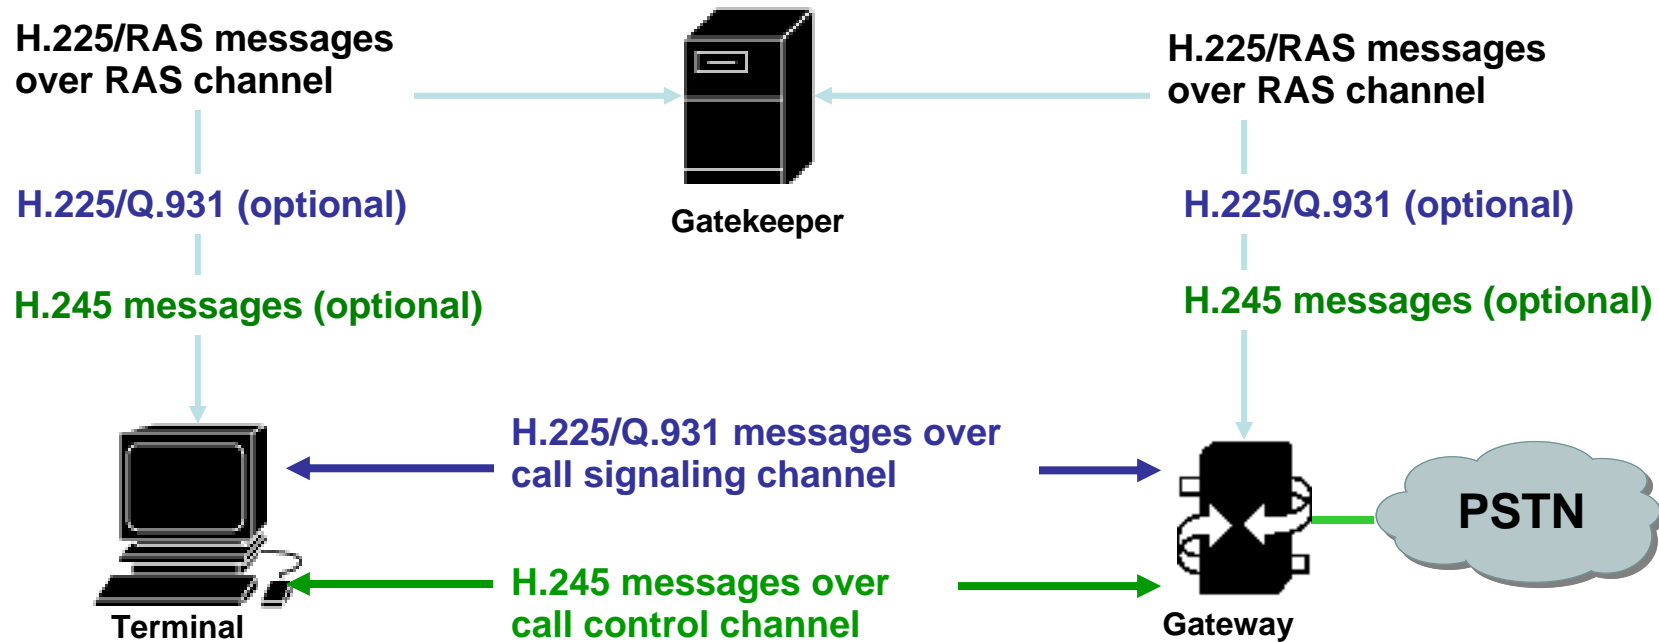 H.225/RAS messages
over RAS channel
H.225/RAS messages
over RAS channel
H.225/Q.931 (optional)
Gatekeeper
H.225/Q.931 (optional)
H.245 messages (optional)
H.245 messages (optional)
H.225/Q.931 messages over
call signaling channel
PSTN
H.245 messages over
call control channel
Terminal
Gateway